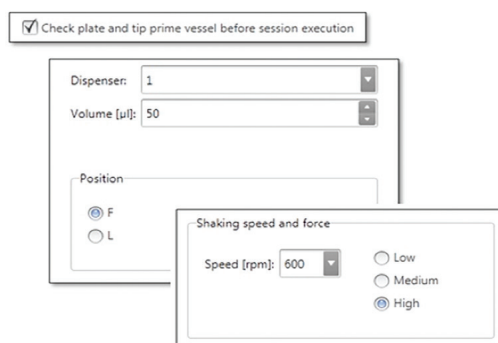 Check plate and tip prime vessel before session execution
Dispenser: 1
Volume [µl]: 50
Position
F
L
Shaking speed and force
Speed [rpm]: 600
Low
Medium
High